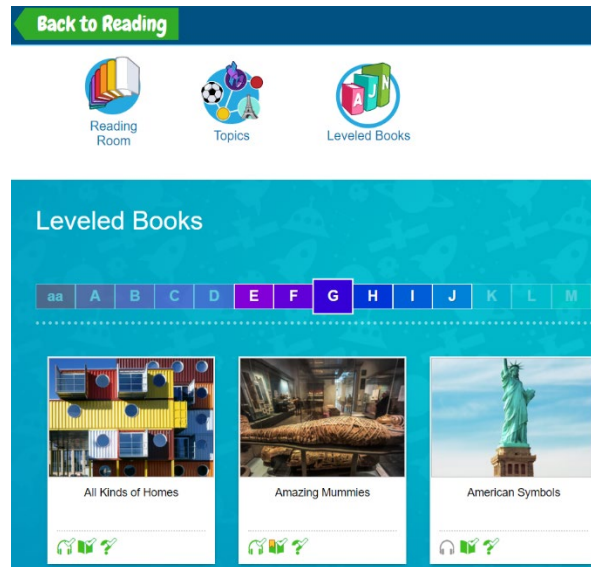 Back to Reading
Reading
Room
Topics
A J N
Leveled Books
Leveled Books
aa A B C D E F G H I J K L M
All Kinds of Homes
Amazing Mummies
American Symbols